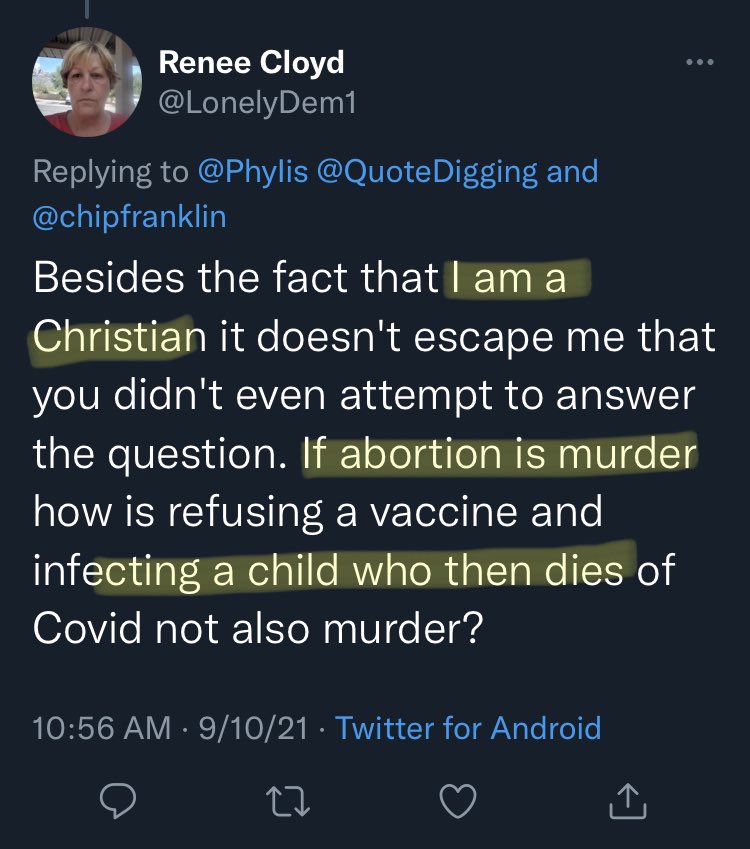 Renee Cloyd
@LonelyDem1
Replying to @Phylis @QuoteDigging and
@chipfranklin
Besides the fact that I am a
Christian it doesn't escape me that
you didn't even attempt to answer
the question. If abortion is murder
how is refusing a vaccine and
infecting a child who then dies of
Covid not also murder?
10:56 AM · 9/10/21 · Twitter for Android